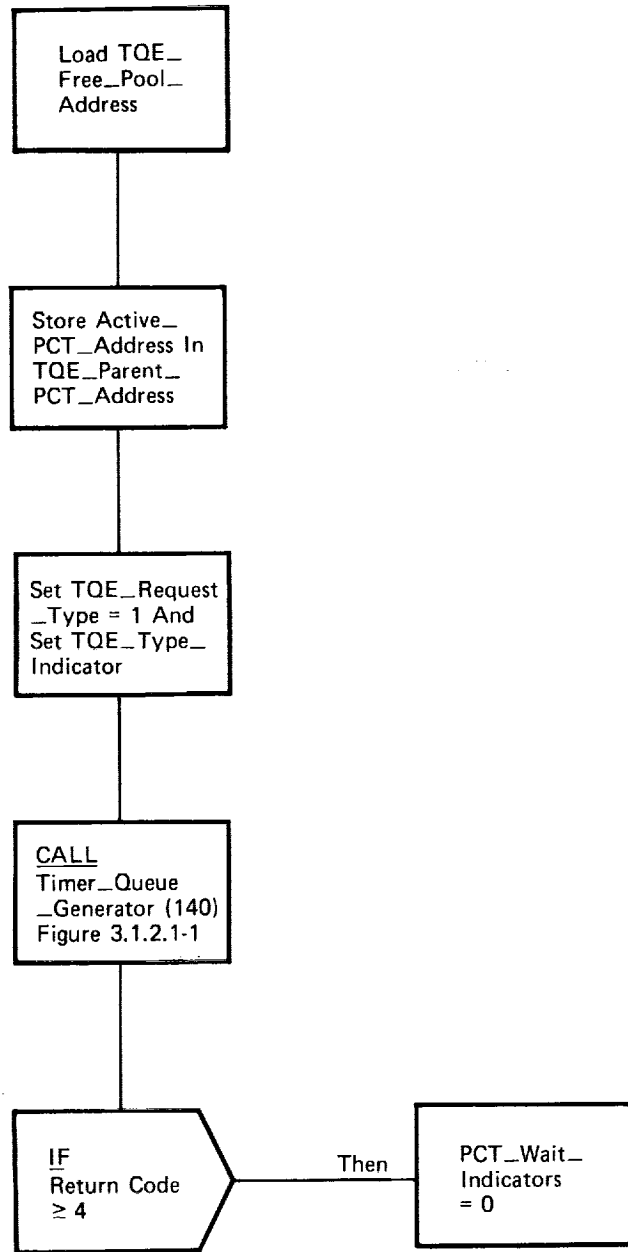 Load TQE_
Free_Pool_
Address
Store Active_
PCT_Address In
TQE_Parent_
PCT_Address
Set TQE_Request
_Type = 1 And
Set TQE_Type_
Indicator
CALL
Timer_Queue
_Generator (140)
Figure 3.1.2.1-1
IF
Return Code
≥ 4
Then
PCT_Wait_
Indicators
= 0